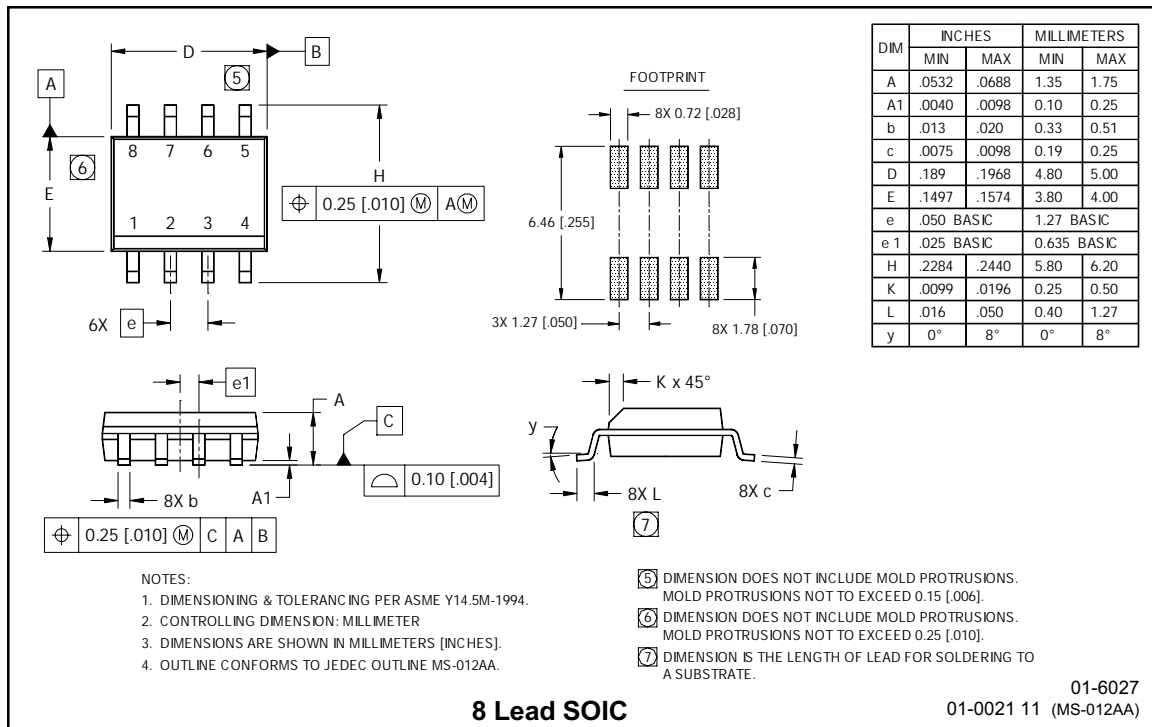 D
B
5
A
8 7 6 5
6
E
H
⌖ 0.25 [.010] Ⓜ A Ⓜ
1 2 3 4
6X e
FOOTPRINT
8X 0.72 [.028]
6.46 [.255]
3X 1.27 [.050]
8X 1.78 [.070]
DIM INCHES MILLIMETERS
MIN MAX MIN MAX
A .0532 .0688 1.35 1.75
A1 .0040 .0098 0.10 0.25
b .013 .020 0.33 0.51
c .0075 .0098 0.19 0.25
D .189 .1968 4.80 5.00
E .1497 .1574 3.80 4.00
e .050 BASIC 1.27 BASIC
e 1 .025 BASIC 0.635 BASIC
H .2284 .2440 5.80 6.20
K .0099 .0196 0.25 0.50
L .016 .050 0.40 1.27
y 0° 8° 0° 8°
e1
A
C
⌓ 0.10 [.004]
A1
8X b
⌖ 0.25 [.010] Ⓜ C A B
K x 45°
y
8X L
7
8X c
NOTES:
1. DIMENSIONING & TOLERANCING PER ASME Y14.5M-1994.
2. CONTROLLING DIMENSION: MILLIMETER
3. DIMENSIONS ARE SHOWN IN MILLIMETERS [INCHES].
4. OUTLINE CONFORMS TO JEDEC OUTLINE MS-012AA.
5 DIMENSION DOES NOT INCLUDE MOLD PROTRUSIONS.
MOLD PROTRUSIONS NOT TO EXCEED 0.15 [.006].
6 DIMENSION DOES NOT INCLUDE MOLD PROTRUSIONS.
MOLD PROTRUSIONS NOT TO EXCEED 0.25 [.010].
7 DIMENSION IS THE LENGTH OF LEAD FOR SOLDERING TO
A SUBSTRATE.
8 Lead SOIC
01-6027
01-0021 11 (MS-012AA)